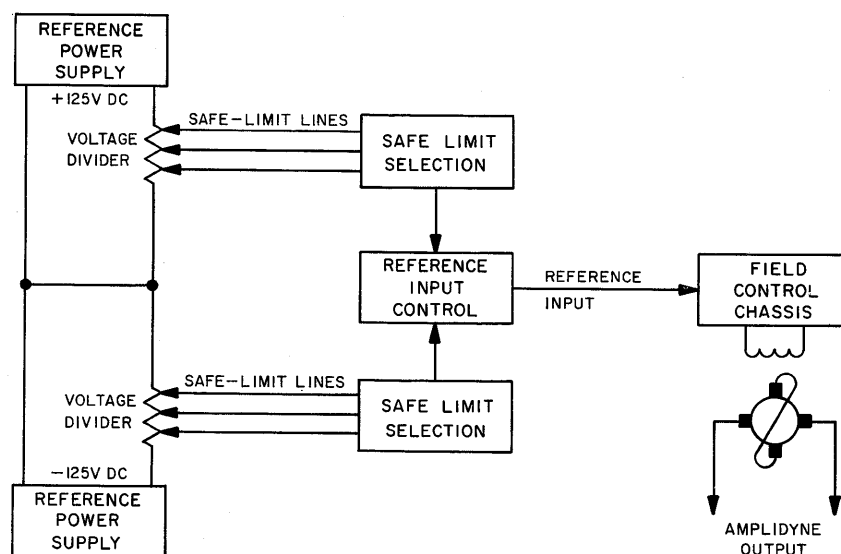 REFERENCE
POWER
SUPPLY
+125V DC
VOLTAGE
DIVIDER
SAFE-LIMIT LINES
SAFE LIMIT
SELECTION
REFERENCE
INPUT
CONTROL
REFERENCE
INPUT
FIELD
CONTROL
CHASSIS
SAFE-LIMIT LINES
VOLTAGE
DIVIDER
SAFE LIMIT
SELECTION
-125V DC
REFERENCE
POWER
SUPPLY
AMPLIDYNE
OUTPUT